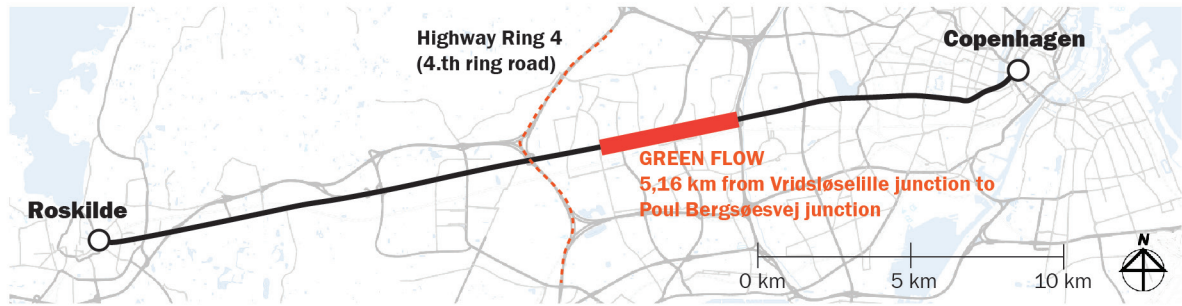 Highway Ring 4
(4.th ring road)
Copenhagen
GREEN FLOW
5,16 km from Vridsløselille junction to
Poul Bergsøesvej junction
Roskilde
0 km
5 km
10 km
N